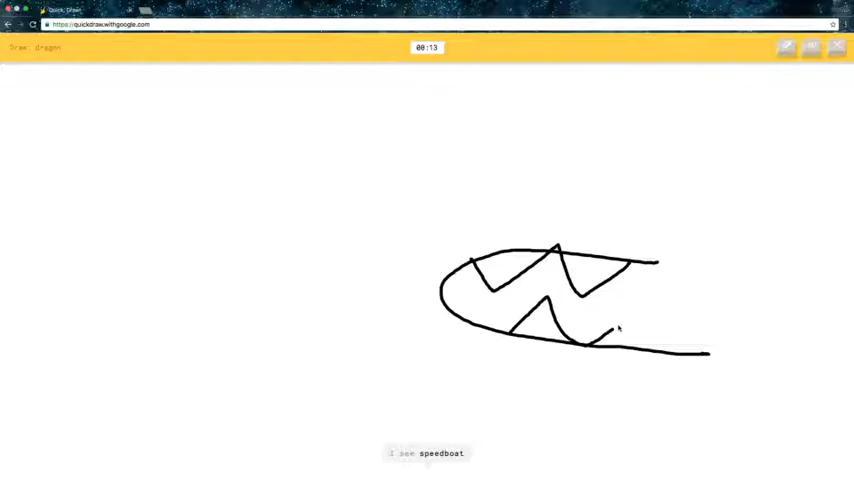 Quick, Draw!
https://quickdraw.withgoogle.com
Draw: dragon
00:13
I see speedboat